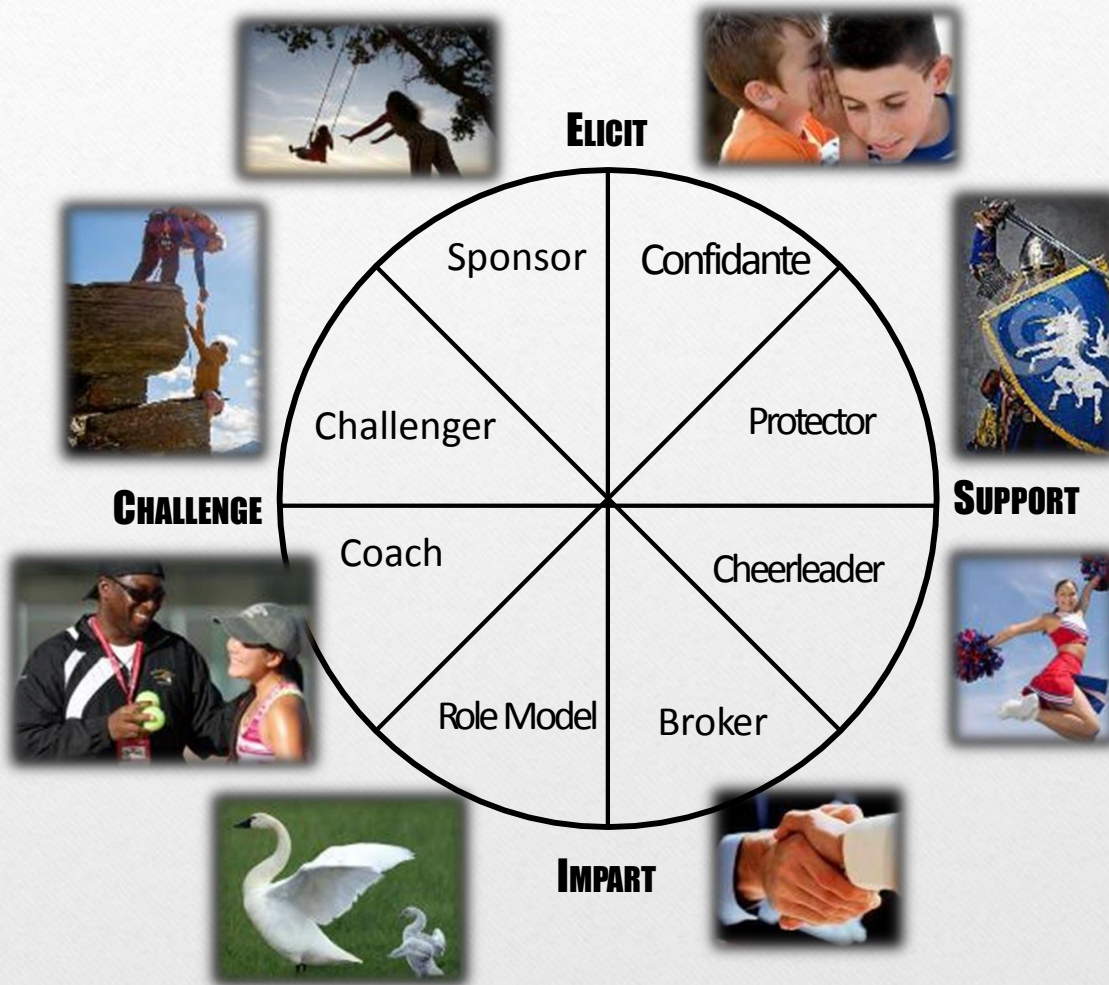 ELICIT
Sponsor
Confidante
Challenger
Protector
CHALLENGE
SUPPORT
Coach
Cheerleader
Role Model
Broker
IMPART